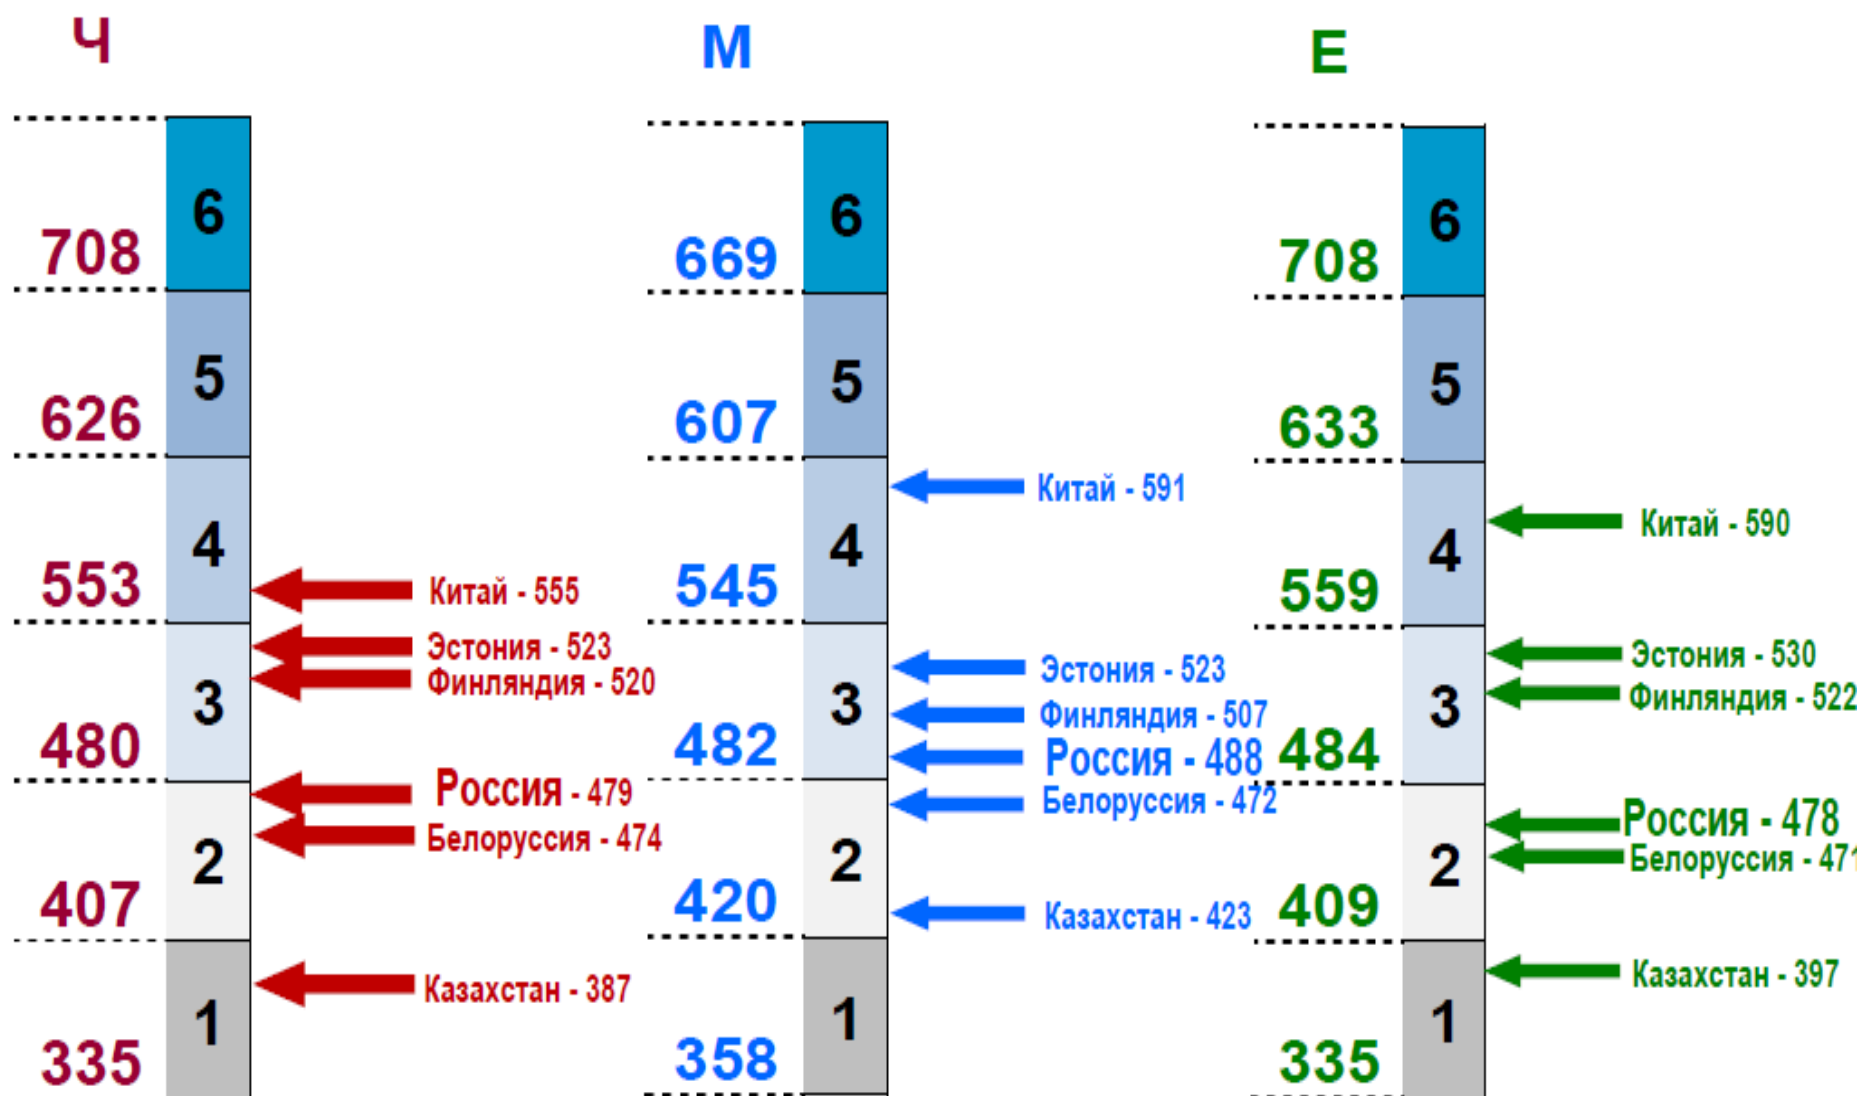 Ч
6
708
5
626
4
553
Китай - 555
Эстония - 523
Финляндия - 520
3
480
Россия - 479
Белоруссия - 474
2
407
Казахстан - 387
1
335
М
6
669
5
607
Китай - 591
4
545
Эстония - 523
Финляндия - 507
3
482
Россия - 488
Белоруссия - 472
2
420
Казахстан - 423
1
358
Е
6
708
5
633
Китай - 590
4
559
Эстония - 530
Финляндия - 522
3
484
Россия - 478
Белоруссия - 471
2
409
Казахстан - 397
1
335